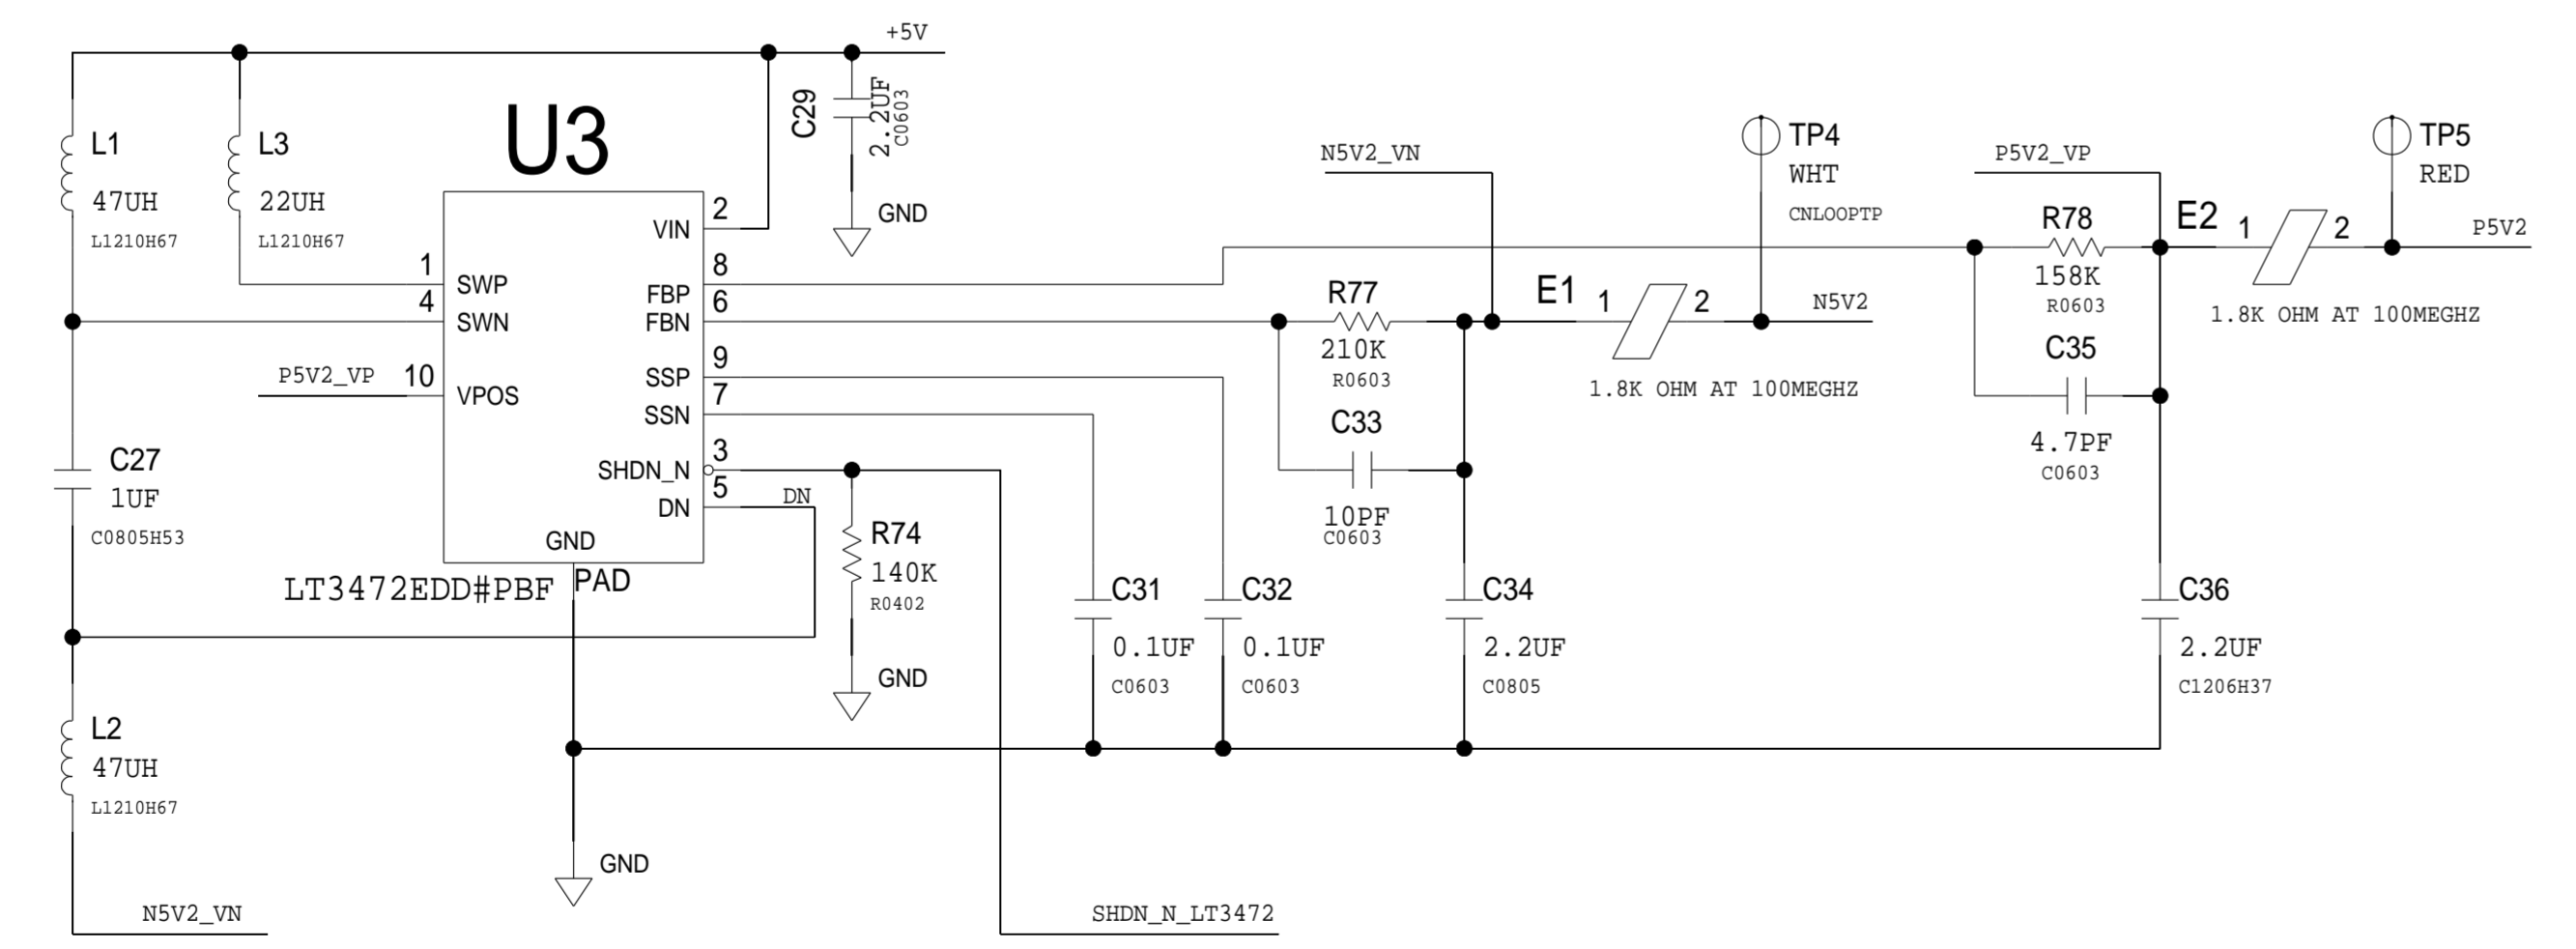 +5V
U3
C29
2.2UF
C0603
GND
L1
47UH
L1210H67
L3
22UH
L1210H67
1
SWP
4
SWN
P5V2_VP
10
VPOS
VIN
2
FBP
8
FBN
6
SSP
9
SSN
7
SHDN_N
3
DN
5
DN
GND
PAD
LT3472EDD#PBF
C27
1UF
C0805H53
L2
47UH
L1210H67
N5V2_VN
GND
R74
140K
R0402
GND
SHDN_N_LT3472
C31
0.1UF
C0603
C32
0.1UF
C0603
N5V2_VN
R77
210K
R0603
C33
10PF
C0603
C34
2.2UF
C0805
E1
1
2
1.8K OHM AT 100MEGHZ
TP4
WHT
CNLOOPTP
N5V2
P5V2_VP
R78
158K
R0603
C35
4.7PF
C0603
C36
2.2UF
C1206H37
E2
1
2
1.8K OHM AT 100MEGHZ
TP5
RED
P5V2